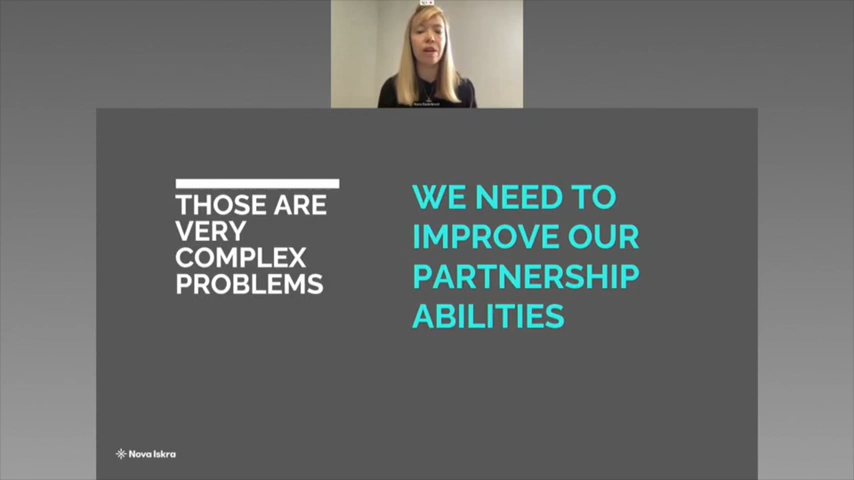 THOSE ARE
VERY
COMPLEX
PROBLEMS
WE NEED TO
IMPROVE OUR
PARTNERSHIP
ABILITIES
Nova Iskra